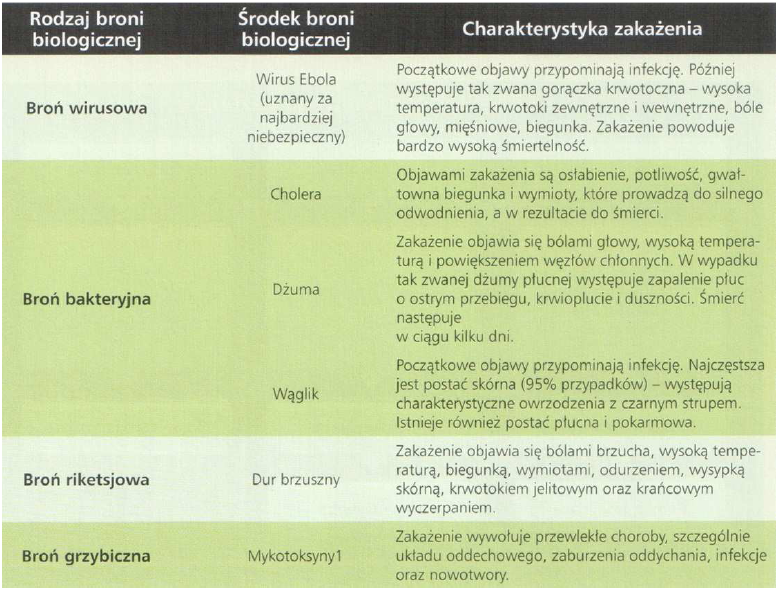 Rodzaj broni
biologicznej
Środek broni
biologicznej
Charakterystyka zakażenia
Broń wirusowa
Wirus Ebola
(uznany za
najbardziej
niebezpieczny)
Początkowe objawy przypominają infekcję. Później
występuje tak zwana gorączka krwotoczna – wysoka
temperatura, krwotoki zewnętrzne i wewnętrzne, bóle
głowy, mięśniowe, biegunka. Zakażenie powoduje
bardzo wysoką śmiertelność.
Broń bakteryjna
Cholera
Objawami zakażenia są osłabienie, potliwość, gwał-
towna biegunka i wymioty, które prowadzą do silnego
odwodnienia, a w rezultacie do śmierci.
Dżuma
Zakażenie objawia się bólami głowy, wysoką tempera-
turą i powiększeniem węzłów chłonnych. W wypadku
tak zwanej dżumy płucnej występuje zapalenie płuc
o ostrym przebiegu, krwioplucie i duszności. Śmierć
następuje
w ciągu kilku dni.
Wąglik
Początkowe objawy przypominają infekcję. Najczęstsza
jest postać skórna (95% przypadków) – występują
charakterystyczne owrzodzenia z czarnym strupem.
Istnieje również postać płucna i pokarmowa.
Broń riketsjowa
Dur brzuszny
Zakażenie objawia się bólami brzucha, wysoką tempe-
raturą, biegunką, wymiotami, odurzeniem, wysypką
skórną, krwotokiem jelitowym oraz krańcowym
wyczerpaniem.
Broń grzybiczna
Mykotoksyny1
Zakażenie wywołuje przewlekłe choroby, szczególnie
układu oddechowego, zaburzenia oddychania, infekcje
oraz nowotwory.